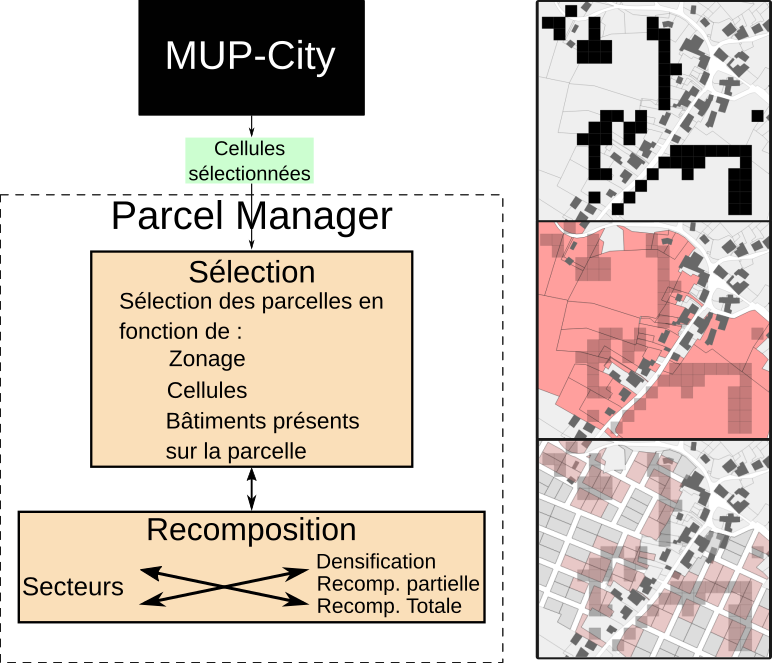 MUP-City
Cellules
sélectionnées
Parcel Manager
Sélection
Sélection des parcelles en
fonction de :
Zonage
Cellules
Bâtiments présents
sur la parcelle
Recomposition
Secteurs
Densification
Recomp. partielle
Recomp. Totale